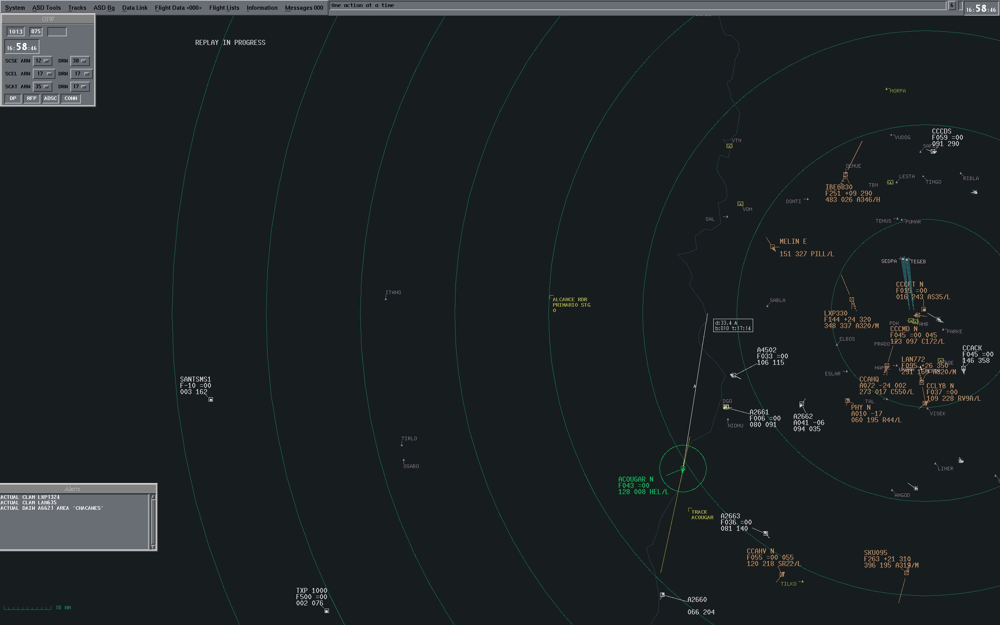 System ASD Tools Tracks ASD Bg Data Link Flight Data <000> Flight Lists Information Messages 000
One action at a time
6
16:58:46
GIW
1013 075
16:58:46
SCSE ARW 12 DRW 30
SCEL ARW 17 DRW 17
SCAT ARW 35 DRW 17
DP RFP ADSC CONN
REPLAY IN PROGRESS
MORPA
VUDOG
CCCDS
F059 =00
091 290
VTN
OLMUE
LESTA
TINGO
RIBLA
TBN
IBE6830
F251 +09 290
483 026 A346/H
DONTI
VDM
SAL
TEMUS
PUMAR
MELIN E
151 327 PILL/L
SEDPA
TEGEB
CCCFT N
F015 =00
016 243 AS35/L
ITANO
ALCANCE RDR
PRIMARIO STG
O
SABLA
LXP330
F144 +24 320
348 337 A320/M
d:33.4 A
b:010 t:17:14
PDH
AMB
CCCMD N
F045 =00 045
123 097 C172/L
PARKE
ELBOS
PRADO
A4502
F033 =00
106 115
CCACK
F045 =00
146 358
LAN772
F095 +26 350
291 169 A320/M
RQE
ESLAR
CCAHQ
A072 -24 002
273 017 C550/L
CCLYB N
F037 =00
109 228 RV9A/L
A
SANTSMS1
F-10 =00
003 162
DGO
TAL
A2661
F006 =00
080 091
A2662
A041 -06
094 035
PHY N
A010 -17
060 195 R44/L
VISEK
NIDMU
TIRLO
OSABO
LINER
ACOUGAR N
F043 =00
128 008 HEL/L
ANGOD
Alerts
ACTUAL CLAM LXP1324
ACTUAL CLAM LAN635
ACTUAL DAIW A6621 AREA 'CHACAWES'
TRACK
ACOUGAR
A2663
F036 =00
081 140
CCAHV N
F055 =00 055
120 218 SR22/L
SKU095
F263 +21 310
396 195 A319/M
TILKO
TXP 1000
F500 =00
002 076
A2660
066 204
10 NM